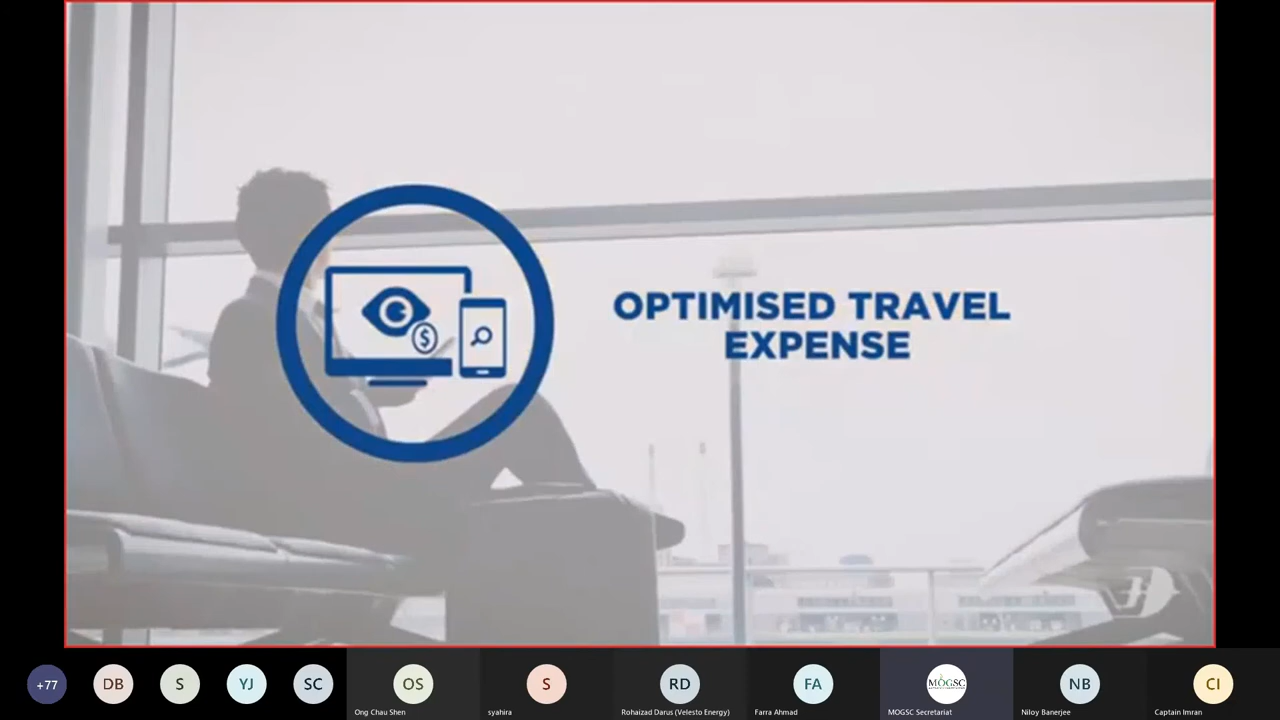 OPTIMISED TRAVEL
EXPENSE
$
+77
DB
S
YJ
SC
OS
S
RD
FA
MOGSC
NB
CI
Ong Chau Shen
syahira
Rohaizad Darus (Velesto Energy)
Farra Ahmad
MOGSC Secretariat
Niloy Banerjee
Captain Imran